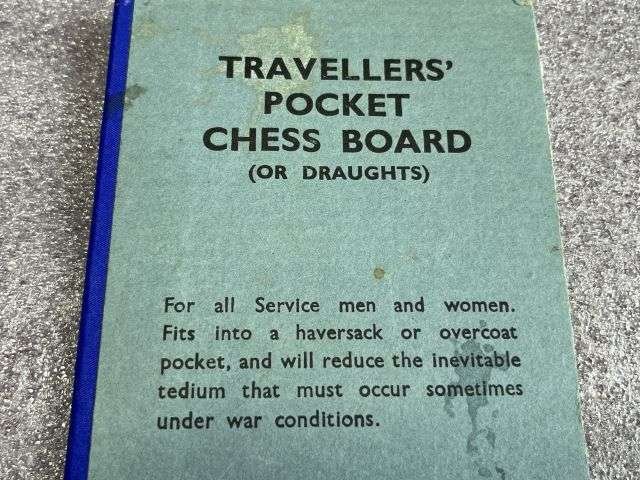 TRAVELLERS'
POCKET
CHESS BOARD
(OR DRAUGHTS)
For all Service men and women.
Fits into a haversack or overcoat
pocket, and will reduce the inevitable
tedium that must occur sometimes
under war conditions.